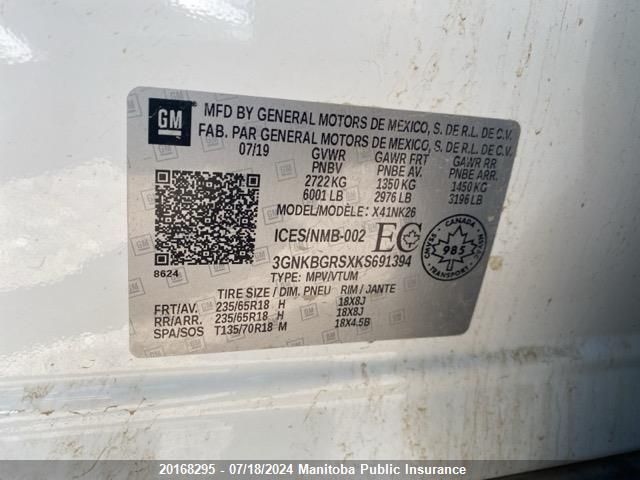 GM
MFD BY GENERAL MOTORS DE MEXICO, S. DE R.L. DE C.V.
FAB. PAR GENERAL MOTORS DE MEXICO, S. DE R.L. DE C.V.
07/19 GVWR GAWR FRT GAWR RR
PNBV PNBE AV. PNBE ARR.
2722 KG 1350 KG 1450 KG
6001 LB 2976 LB 3196 LB
MODEL/MODÈLE: X41NK26
ICES/NMB-002 EC
CANADA
985
TRANSPORT
3GNKBGRSXKS691394
8624
TYPE: MPV/VTUM
TIRE SIZE / DIM. PNEU RIM / JANTE
FRT/AV. 235/65R18 H 18X8J
RR/ARR. 235/65R18 H 18X8J
SPA/SOS T135/70R18 M 18X4.5B
20168295 - 07/18/2024 Manitoba Public Insurance